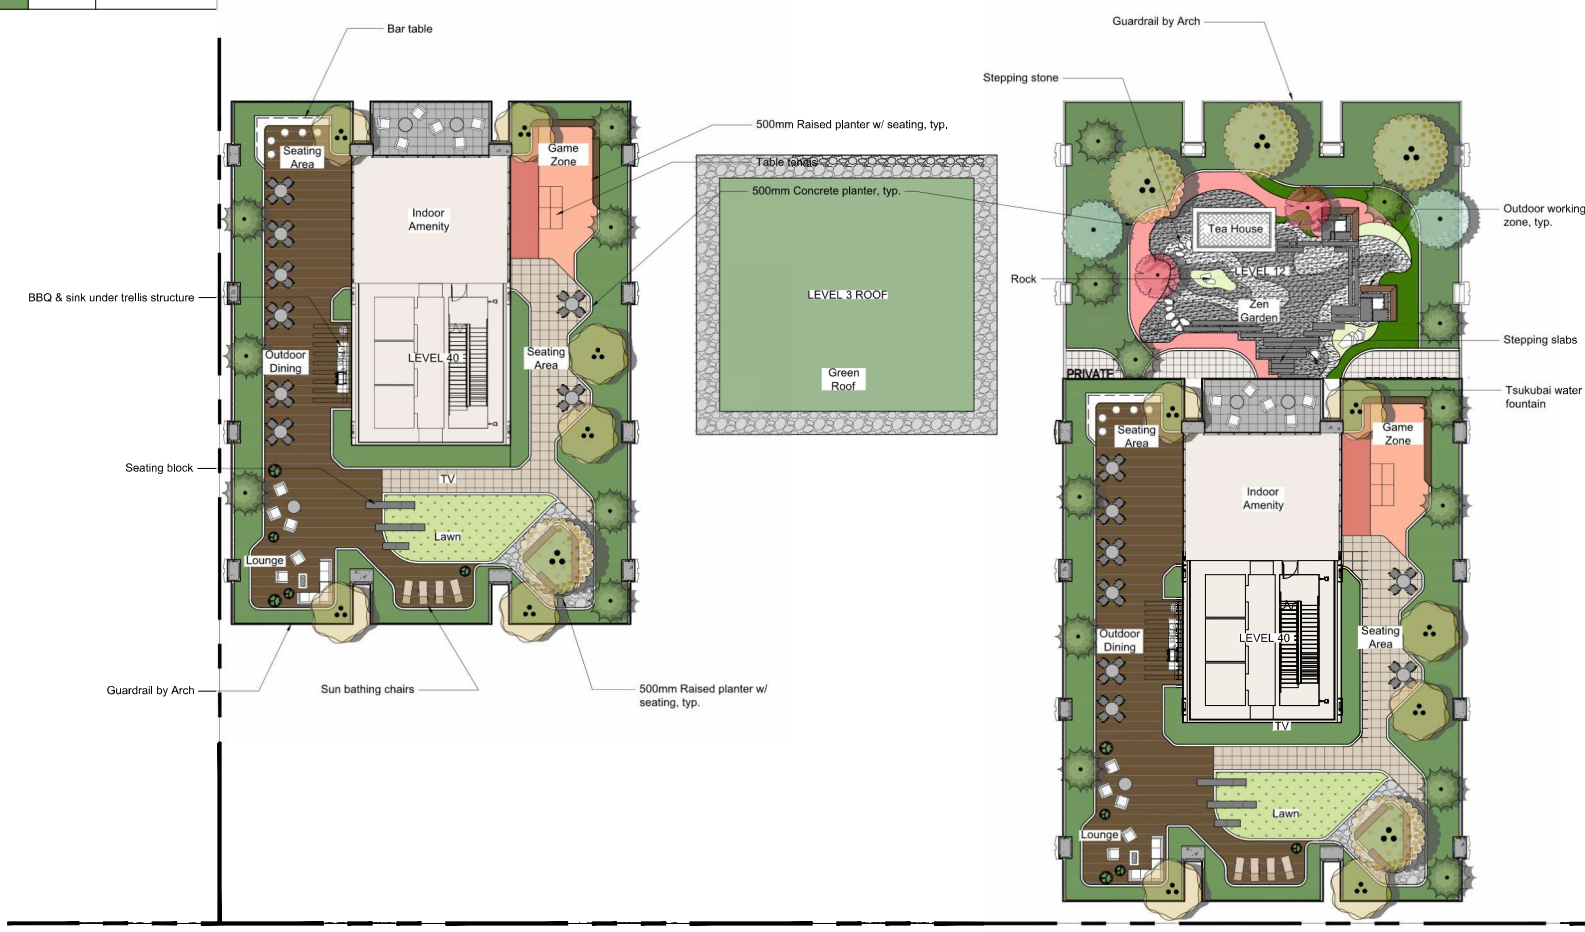 Guardrail by Arch
Bar table
Stepping stone
500mm Raised planter w/ seating, typ.
Game
Zone
Seating
Area
Table tennis
500mm Concrete planter, typ.
Indoor
Amenity
Tea House
Outdoor working
zone, typ.
LEVEL 12
Rock
BBQ & sink under trellis structure
LEVEL 3 ROOF
Zen
Garden
Stepping slabs
Outdoor
Dining
LEVEL 40
Seating
Area
Green
Roof
PRIVATE
Tsukubai water
fountain
Seating
Area
Game
Zone
Seating block
TV
Indoor
Amenity
Lawn
Lounge
Outdoor
Dining
LEVEL 40
Seating
Area
Guardrail by Arch
Sun bathing chairs
500mm Raised planter w/
seating, typ.
TV
Lawn
Lounge